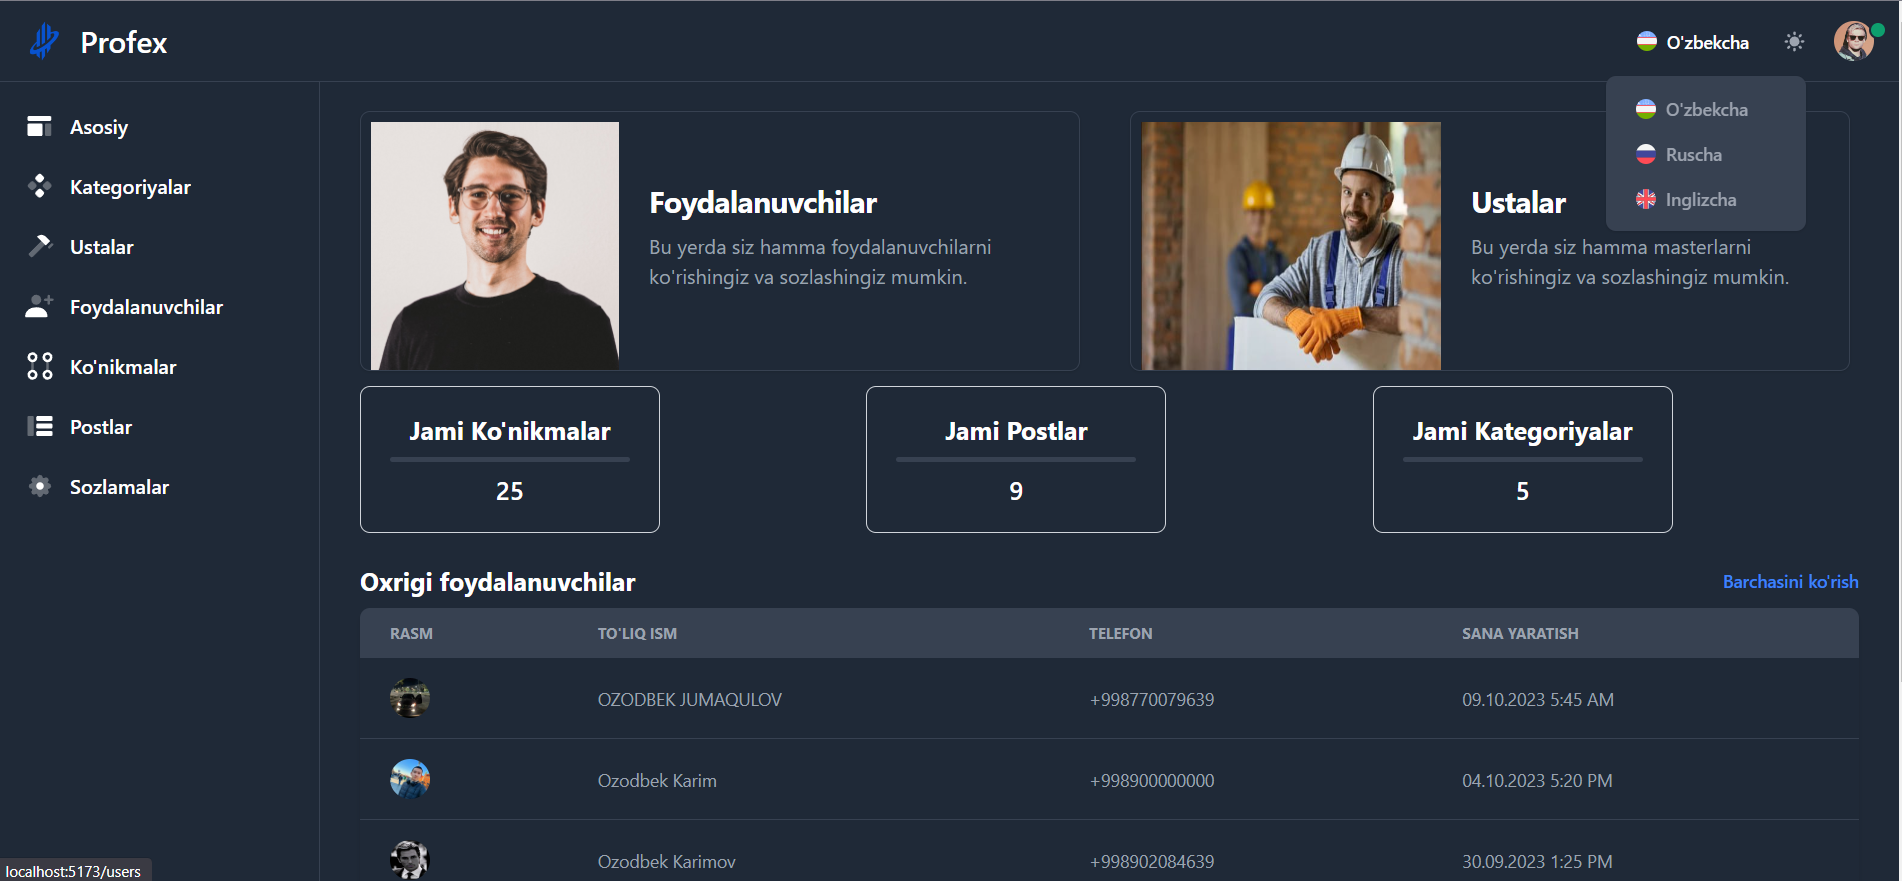 Profex
O'zbekcha
O'zbekcha
Ruscha
Inglizcha
Asosiy
Kategoriyalar
Ustalar
Foydalanuvchilar
Ko'nikmalar
Postlar
Sozlamalar
Foydalanuvchilar
Bu yerda siz hamma foydalanuvchilarni
ko'rishingiz va sozlashingiz mumkin.
Ustalar
Bu yerda siz hamma masterlarni
ko'rishingiz va sozlashingiz mumkin.
Jami Ko'nikmalar
25
Jami Postlar
9
Jami Kategoriyalar
5
Oxrigi foydalanuvchilar
Barchasini ko'rish
RASM TO'LIQ ISM TELEFON SANA YARATISH
OZODBEK JUMAQULOV +998770079639 09.10.2023 5:45 AM
Ozodbek Karim +998900000000 04.10.2023 5:20 PM
Ozodbek Karimov +998902084639 30.09.2023 1:25 PM
localhost:5173/users